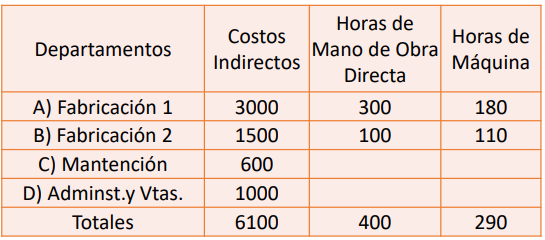 Departamentos Costos Indirectos Horas de Mano de Obra Directa Horas de Máquina
A) Fabricación 1 3000 300 180
B) Fabricación 2 1500 100 110
C) Mantención 600
D) Adminst.y Vtas. 1000
Totales 6100 400 290